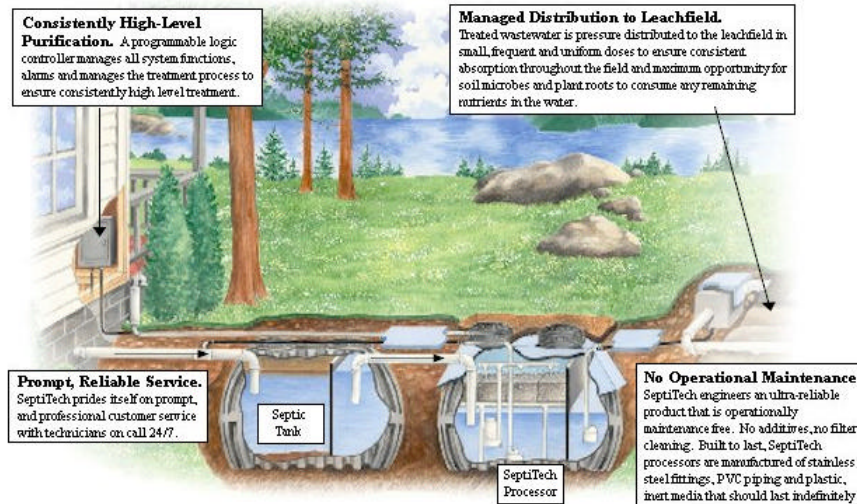 Consistently High-Level
Purification. A programmable logic
controller manages all system functions,
alarms and manages the treatment process to
ensure consistently high level treatment.
Managed Distribution to Leachfield.
Treated wastewater is pressure distributed to the leachfield in
small, frequent and uniform doses to ensure consistent
absorption throughout the field and maximum opportunity for
soil microbes and plant roots to consume any remaining
nutrients in the water.
Prompt, Reliable Service.
SeptiTech prides itself on prompt,
and professional customer service
with technicians on call 24/7.
Septic
Tank
SeptiTech
Processor
No Operational Maintenance
SeptiTech engineers an ultra-reliable
product that is operationally
maintenance free. No additives, no filter
cleaning. Built to last, SeptiTech
processors are manufactured of stainless
steel fittings, PVC piping and plastic,
inert media that should last indefinitely